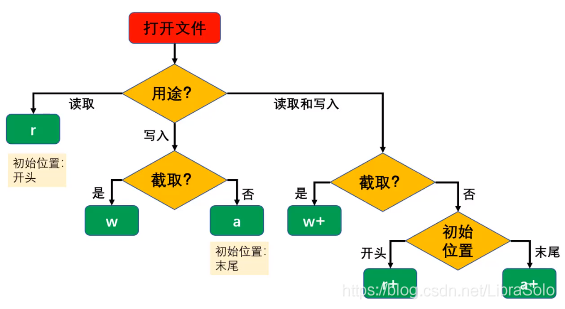 打开文件
用途?
读取
读取和写入
写入
r
初始位置:
开头
截取?
是
否
w
a
初始位置:
末尾
截取?
是
否
w+
初始
位置
开头
末尾
r+
a+
https://blog.csdn.net/LibraSolo